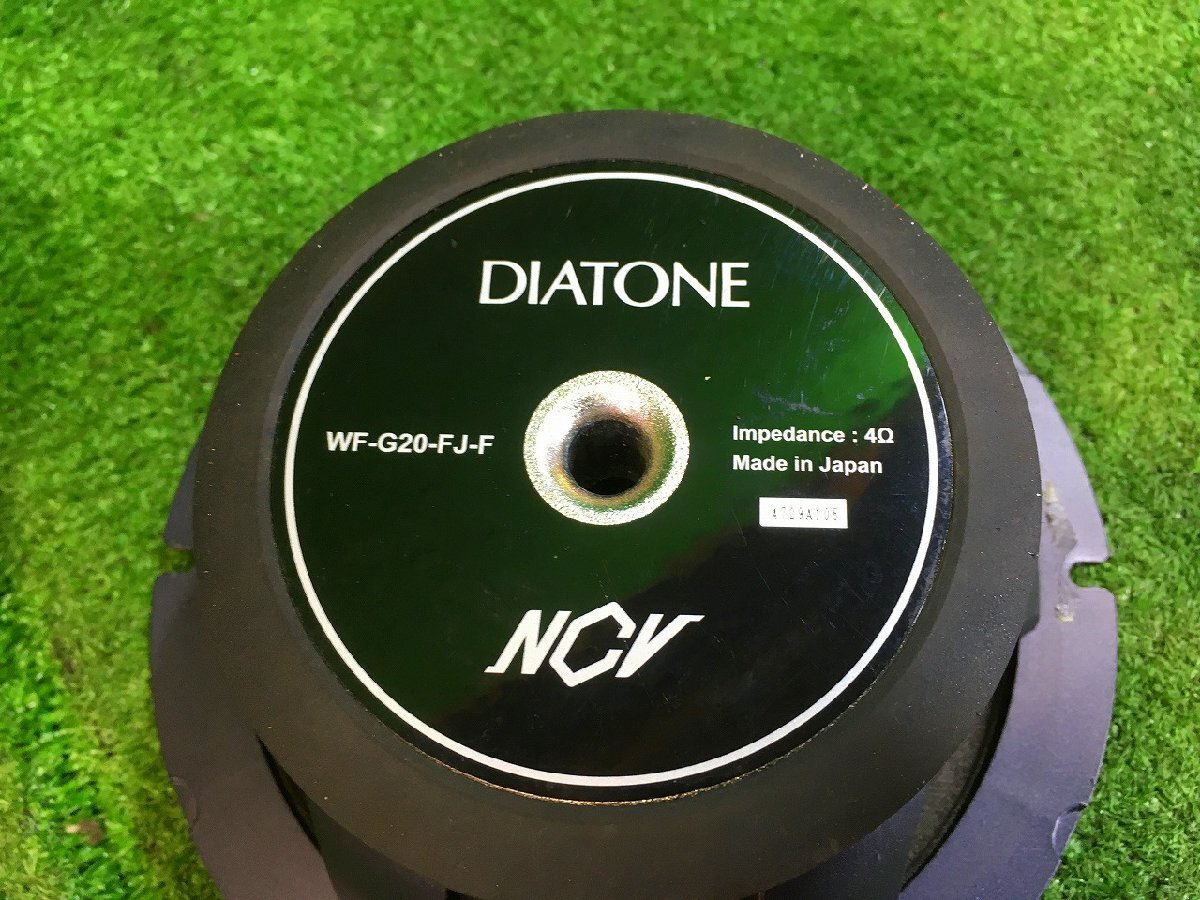 DIATONE
WF-G20-FJ-F
Impedance : 4Ω
Made in Japan
NCV